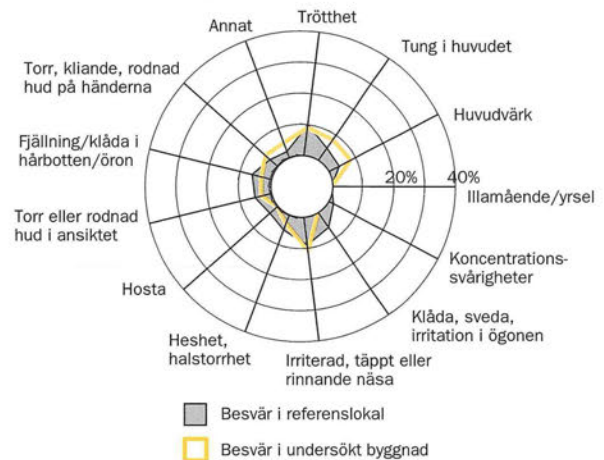 Trötthet
Annat
Tung i huvudet
Torr, kliande, rodnad
hud på händerna
Huvudvärk
Fjällning/klåda i
hårbotten/öron
20% 40%
Illamående/yrsel
Torr eller rodnad
hud i ansiktet
Koncentrations-
svårigheter
Hosta
Klåda, sveda,
irritation i ögonen
Heshet,
halstorrhet
Irriterad, täppt eller
rinnande näsa
Besvär i referenslokal
Besvär i undersökt byggnad